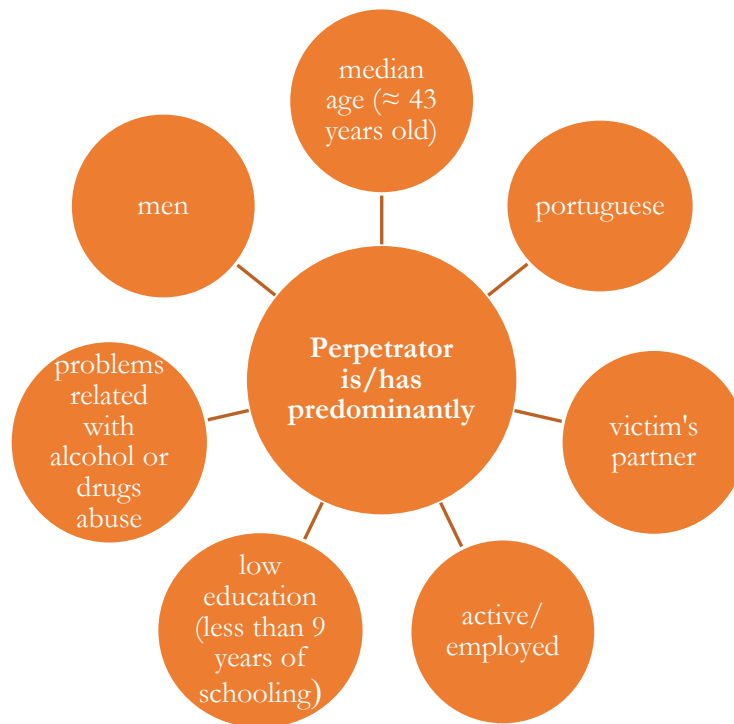 median
age (≈ 43
years old)
portuguese
victim's
partner
active/
employed
low
education
(less than 9
years of
schooling)
problems
related
with
alcohol or
drugs
abuse
men
Perpetrator
is/has
predominantly